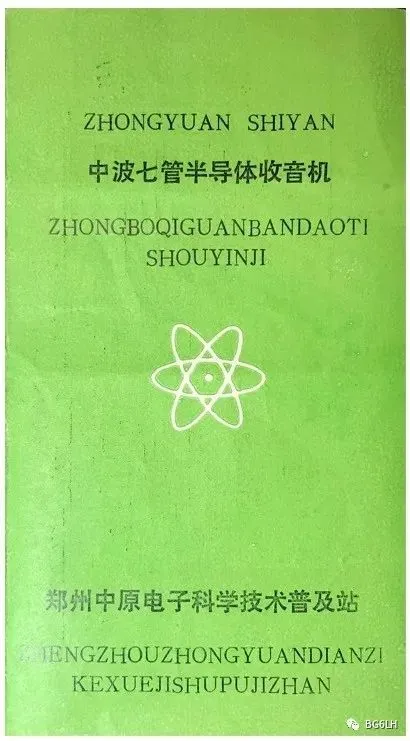 ZHONGYUAN SHIYAN
中波七管半导体收音机
ZHONGBOQIGUANBANDAOTI
SHOUYINJI
郑州中原电子科学技术普及站
ZHENGZHOUZHONGYUANDIANZI
KEXUEJISHUPUJIZHAN
BG6LH